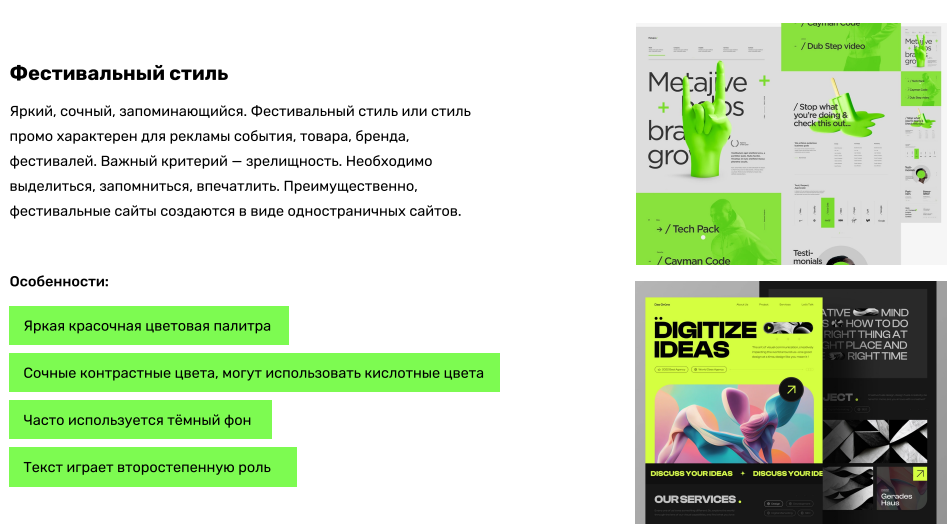 Фестивальный стиль
Яркий, сочный, запоминающийся. Фестивальный стиль или стиль
промо характерен для рекламы события, товара, бренда,
фестивалей. Важный критерий — зрелищность. Необходимо
выделиться, запомниться, впечатлить. Преимущественно,
фестивальные сайты создаются в виде одностраничных сайтов.
Особенности:
Яркая красочная цветовая палитра
Сочные контрастные цвета, могут использовать кислотные цвета
Часто используется тёмный фон
Текст играет второстепенную роль
/ Cayman Code
/ Dub Step video
Metajive
bra
gro
/ Stop what
you're doing &
check this out...
→ / Tech Pack
/ Cayman Code
Testi-
monials
DIGITIZE
IDEAS
DISCUSS YOUR IDEAS + DISCUSS YOUR IDE
OUR SERVICES .
MIND
HOW TO DO
RIGHT THING AT
PLACE AND
RIGHT TIME
JECT .
Gerades
Haus